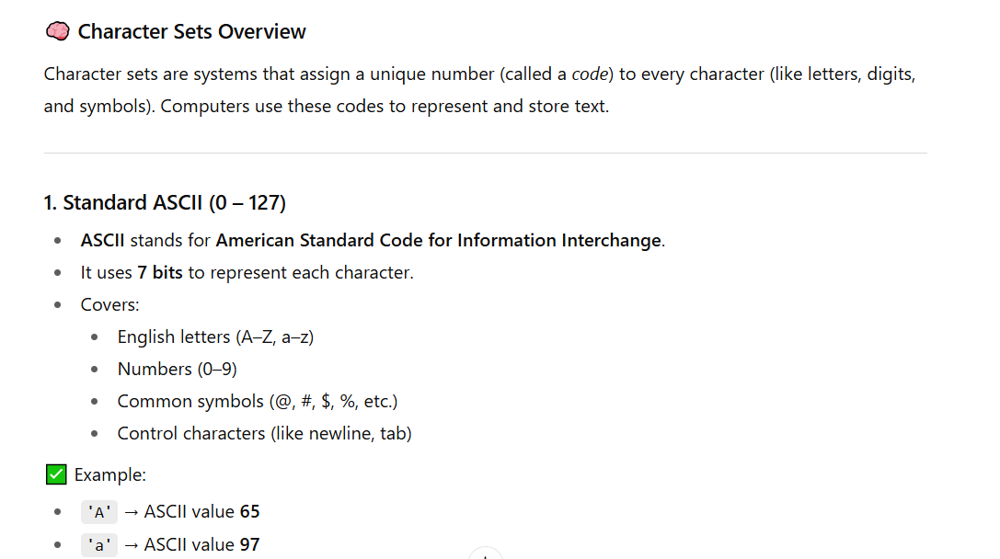 🧠 Character Sets Overview
Character sets are systems that assign a unique number (called a code) to every character (like letters, digits,
and symbols). Computers use these codes to represent and store text.
1. Standard ASCII (0 – 127)
• ASCII stands for American Standard Code for Information Interchange.
• It uses 7 bits to represent each character.
• Covers:
• English letters (A–Z, a–z)
• Numbers (0–9)
• Common symbols (@, #, $, %, etc.)
• Control characters (like newline, tab)
✅ Example:
• 'A' → ASCII value 65
• 'a' → ASCII value 97